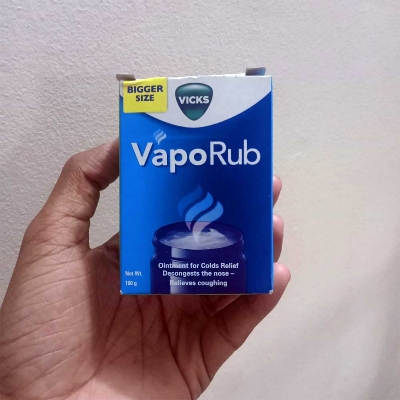 BIGGER
SIZE
VICKS
VapoRub
Ointment for Colds Relief
Decongests the nose –
Relieves coughing
Net Wt.
100 g